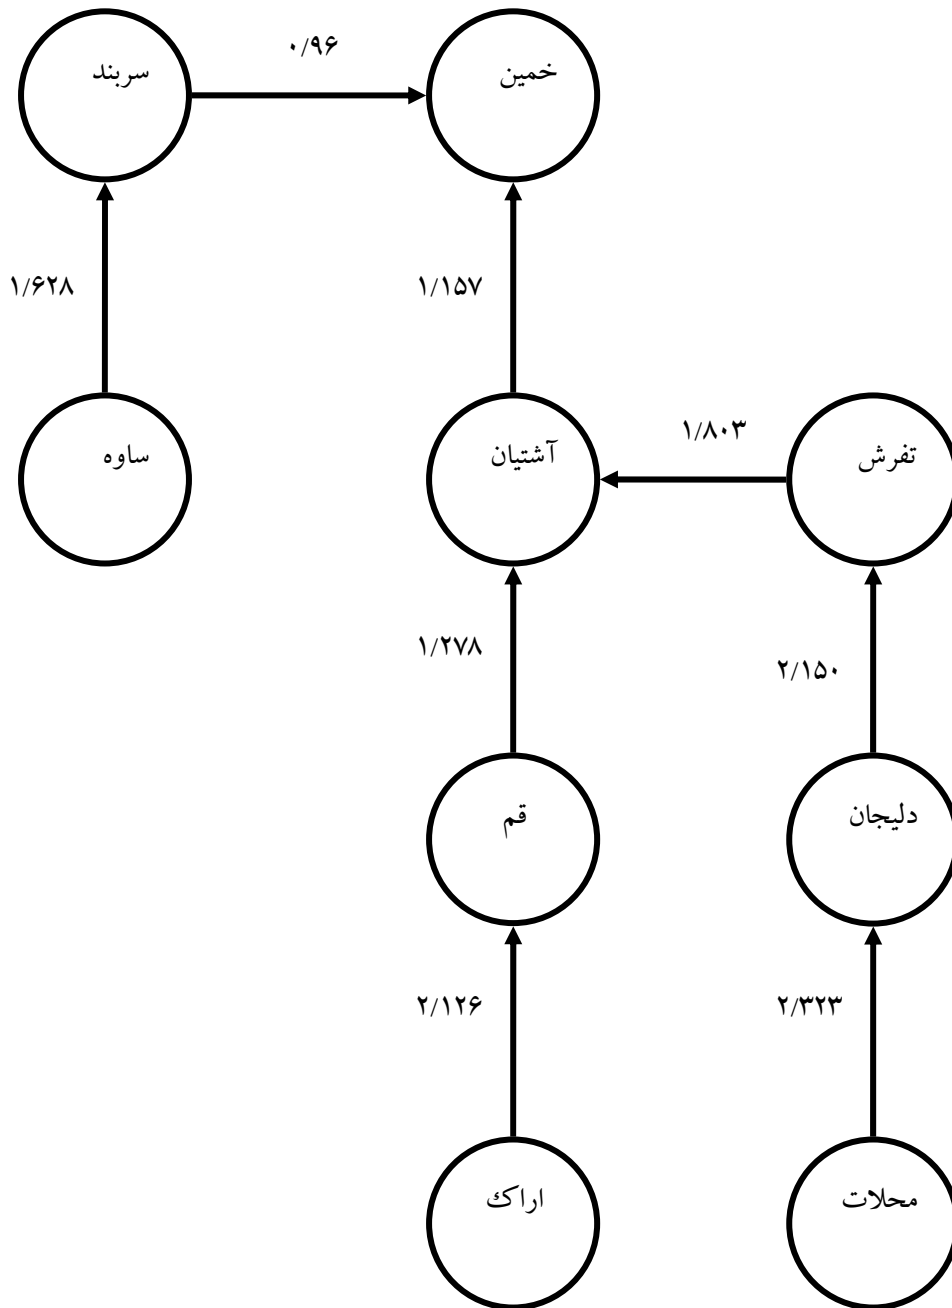 ۰/۹۶
سربند
خمین
۱/۶۲۸
۱/۱۵۷
۱/۸۰۳
ساوه
آشتیان
تفرش
۱/۲۷۸
۲/۱۵۰
قم
دلیجان
۲/۱۲۶
۲/۳۲۳
اراك
محلات